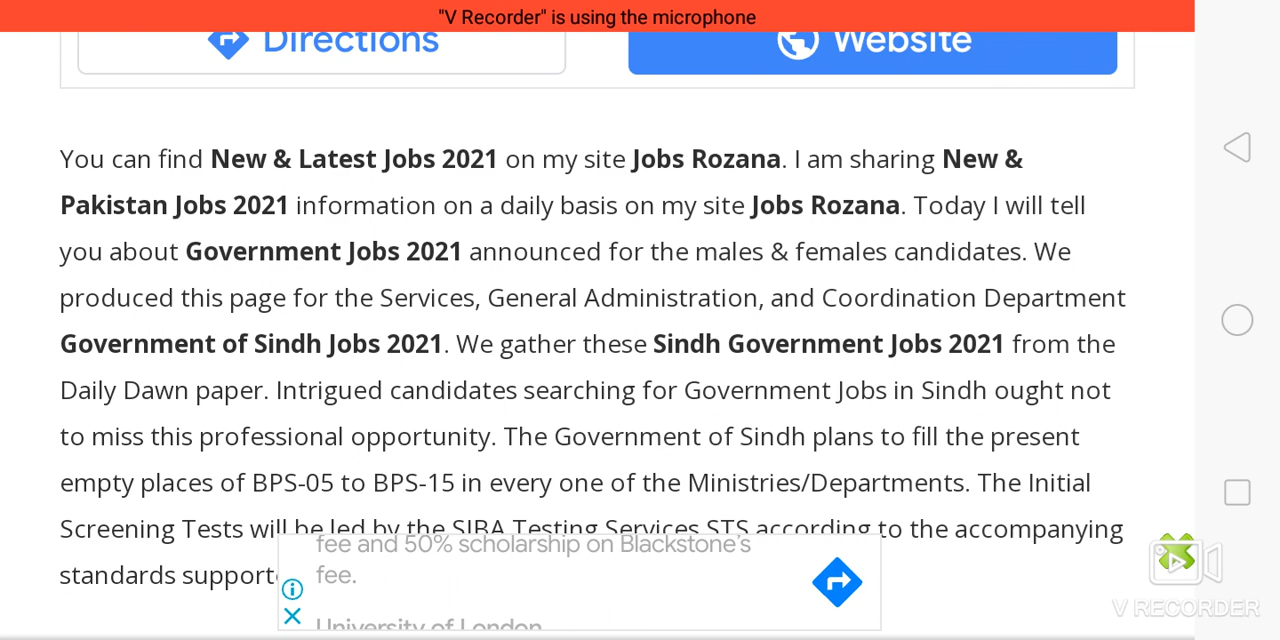 "V Recorder" is using the microphone
Directions
Website
You can find New & Latest Jobs 2021 on my site Jobs Rozana. I am sharing New &
Pakistan Jobs 2021 information on a daily basis on my site Jobs Rozana. Today I will tell
you about Government Jobs 2021 announced for the males & females candidates. We
produced this page for the Services, General Administration, and Coordination Department
Government of Sindh Jobs 2021. We gather these Sindh Government Jobs 2021 from the
Daily Dawn paper. Intrigued candidates searching for Government Jobs in Sindh ought not
to miss this professional opportunity. The Government of Sindh plans to fill the present
empty places of BPS-05 to BPS-15 in every one of the Ministries/Departments. The Initial
Screening Tests will be led by the SIBA Testing Services STS according to the accompanying
standards
fee and 50% scholarship on Blackstone's
fee.
University of London
V RECORDER